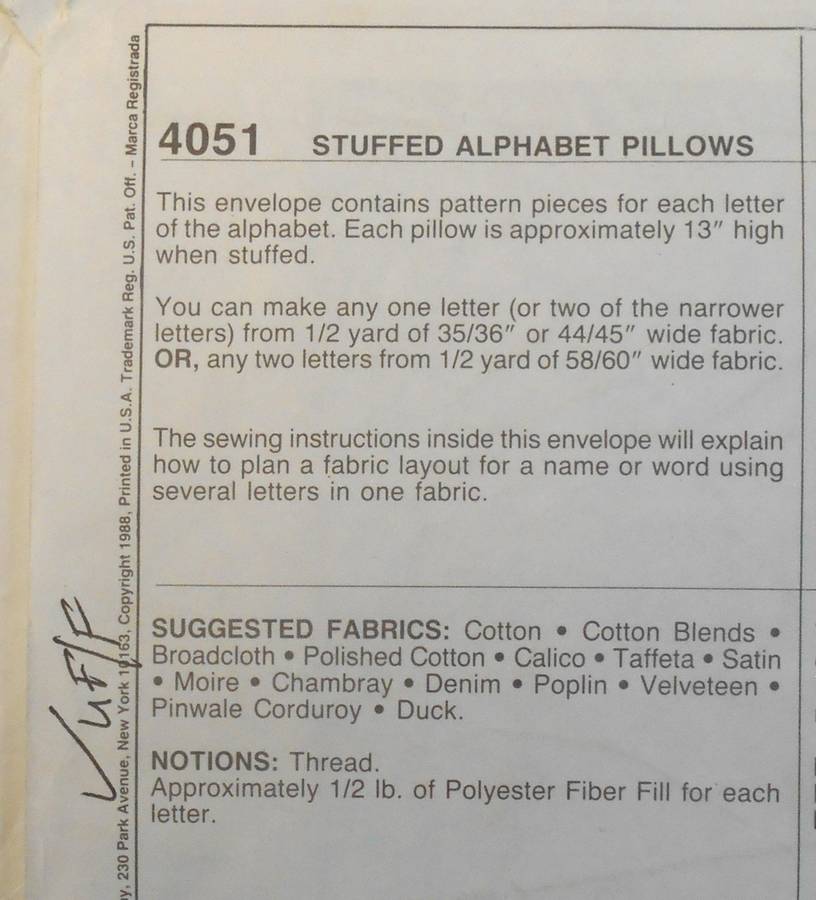 4051 STUFFED ALPHABET PILLOWS
This envelope contains pattern pieces for each letter
of the alphabet. Each pillow is approximately 13″ high
when stuffed.
You can make any one letter (or two of the narrower
letters) from 1/2 yard of 35/36″ or 44/45″ wide fabric.
OR, any two letters from 1/2 yard of 58/60″ wide fabric.
The sewing instructions inside this envelope will explain
how to plan a fabric layout for a name or word using
several letters in one fabric.
SUGGESTED FABRICS: Cotton • Cotton Blends •
Broadcloth • Polished Cotton • Calico • Taffeta • Satin
• Moire • Chambray • Denim • Poplin • Velveteen •
Pinwale Corduroy • Duck.
NOTIONS: Thread.
Approximately 1/2 lb. of Polyester Fiber Fill for each
letter.
y, 230 Park Avenue, New York 10163, Copyright 1988, Printed in U.S.A. Trademark Reg. U.S. Pat. Off. – Marca Registrada
UF/F